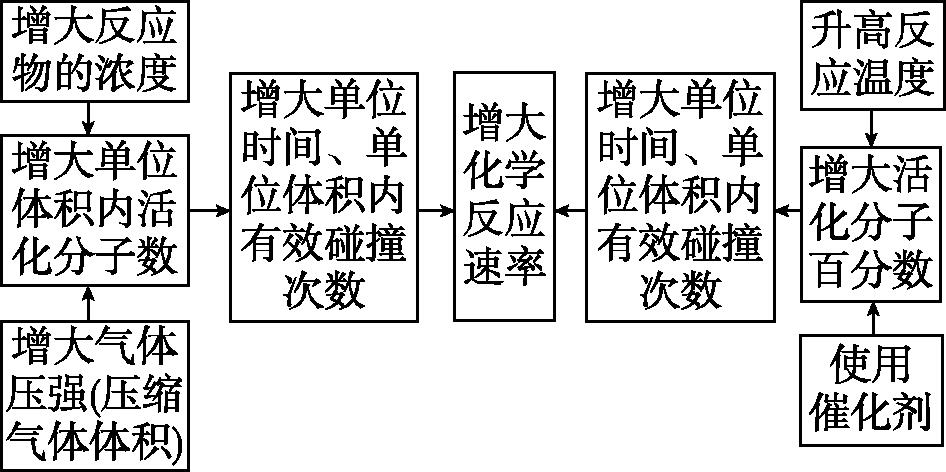 增大反应
物的浓度
增大单位
体积内活
化分子数
增大气体
压强(压缩
气体体积)
增大单位
时间、单
位体积内
有效碰撞
次数
增大
化学
反应
速率
增大单位
时间、单
位体积内
有效碰撞
次数
升高反
应温度
增大活
化分子
百分数
使用
催化剂